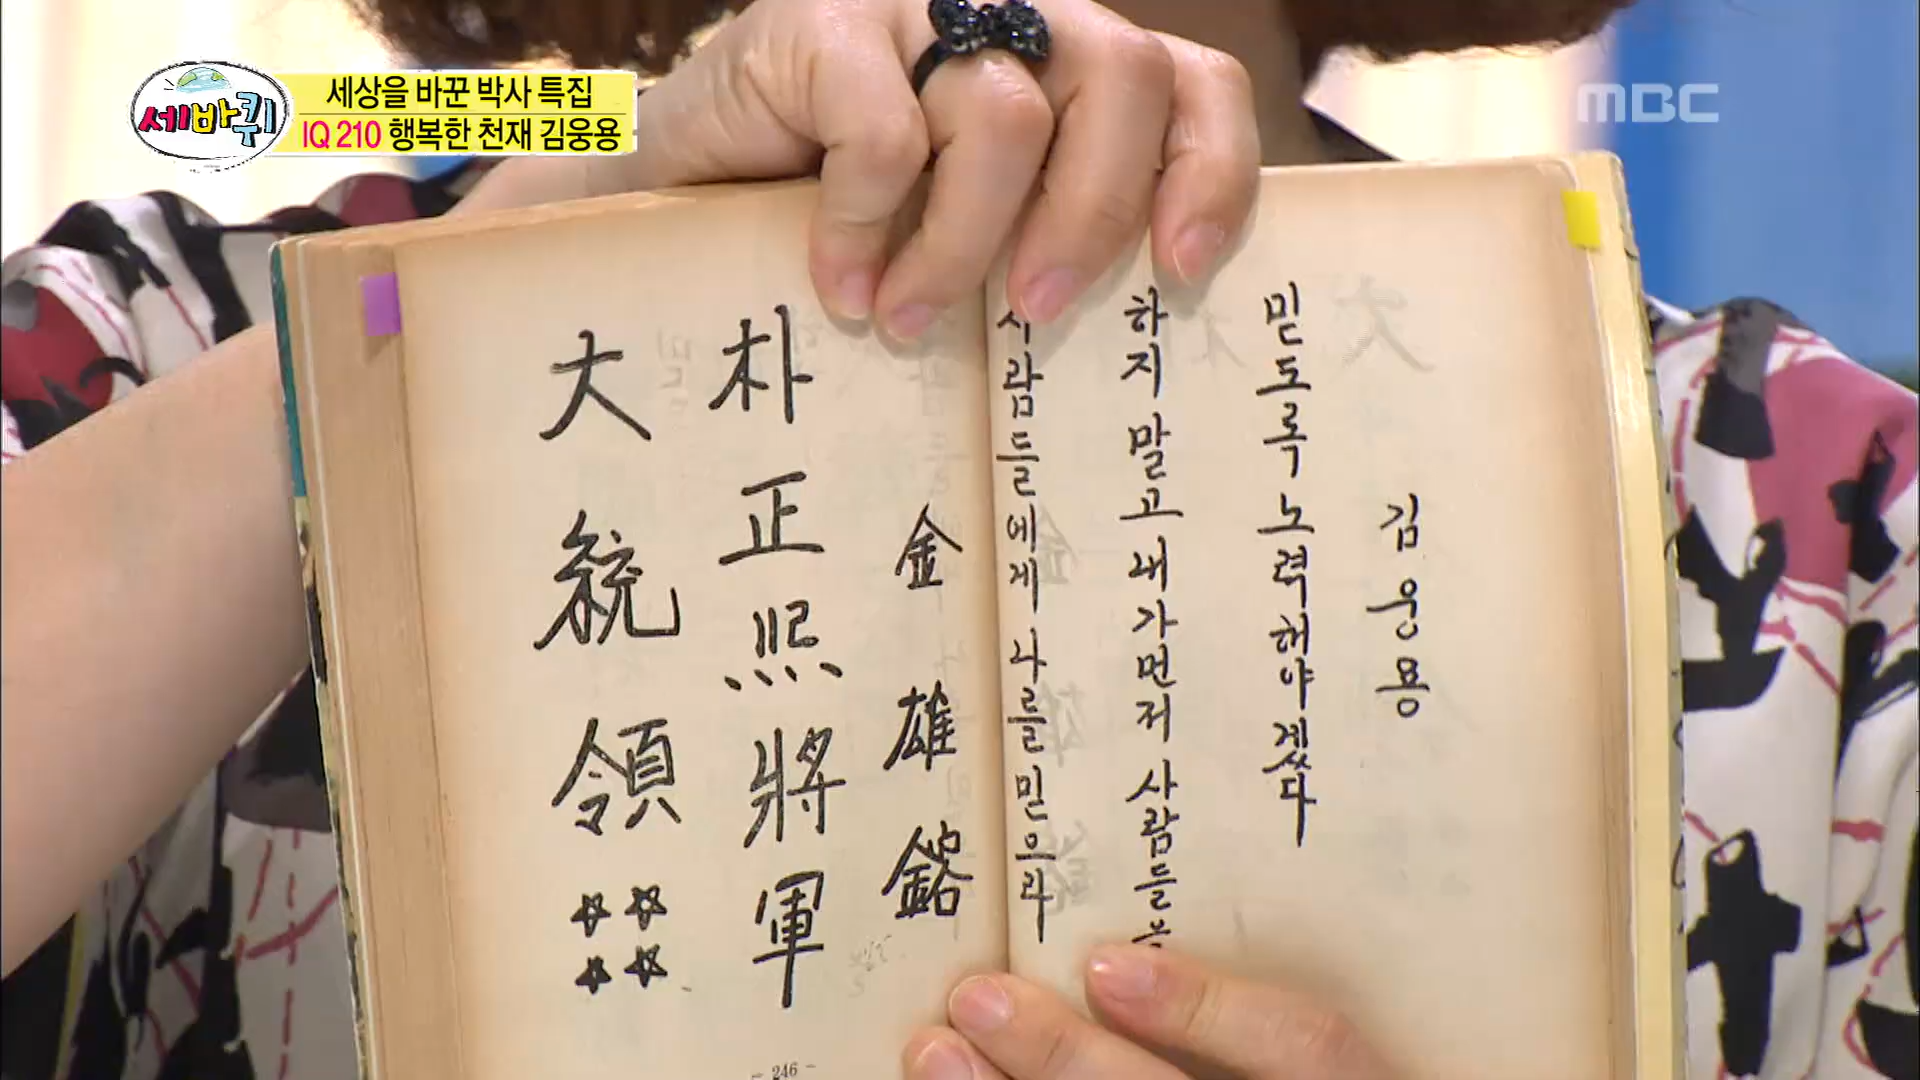 세바퀴
세상을 바꾼 박사 특집
IQ 210 행복한 천재 김웅용
MBC
大統領
朴正熙將軍
金雄鎔
사람들에게 나를 믿으라
하지 말고 내가 먼저 사람들을
믿도록 노력해야겠다
김웅용
- 246 -